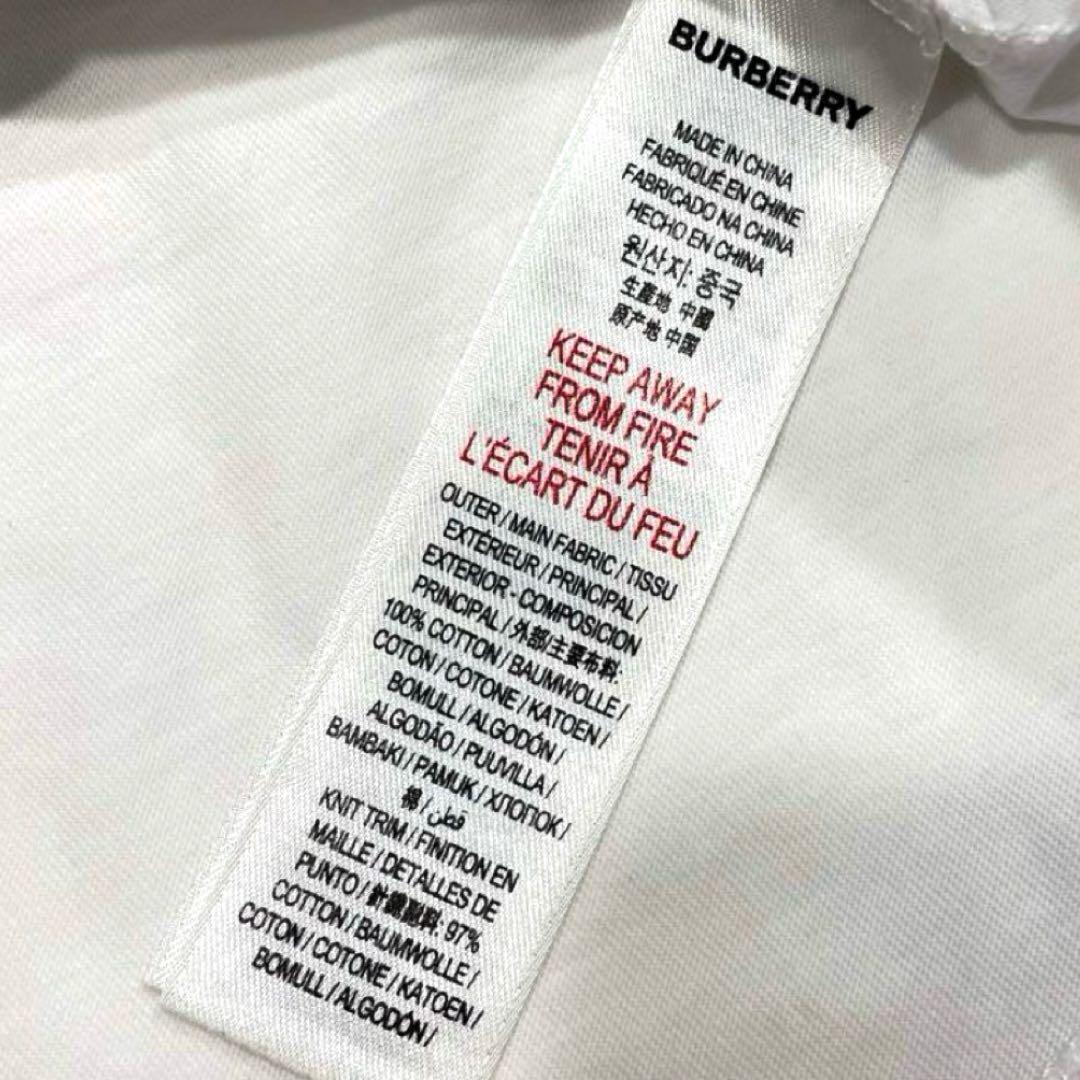 BURBERRY
MADE IN CHINA
FABRIQUÉ EN CHINE
FABRICADO NA CHINA
HECHO EN CHINA
원산지: 중국
生產地 中國
原产地 中国
KEEP AWAY
FROM FIRE
TENIR À
L'ÉCART DU FEU
OUTER / MAIN FABRIC / TISSU
EXTÉRIEUR / PRINCIPAL /
EXTERIOR - COMPOSICION
PRINCIPAL / 外部/主要布料:
100% COTTON / BAUMWOLLE /
COTON / COTONE / KATOEN /
BOMULL / ALGODÓN /
ALGODÃO / PUUVILLA /
BAMBAKI / PAMUK / ХЛОПОК /
棉 / قطن
KNIT TRIM / FINITION EN
MAILLE / DETALLES DE
PUNTO / 針織副料: 97%
COTTON / BAUMWOLLE /
COTON / COTONE / KATOEN /
BOMULL / ALGODÓN /